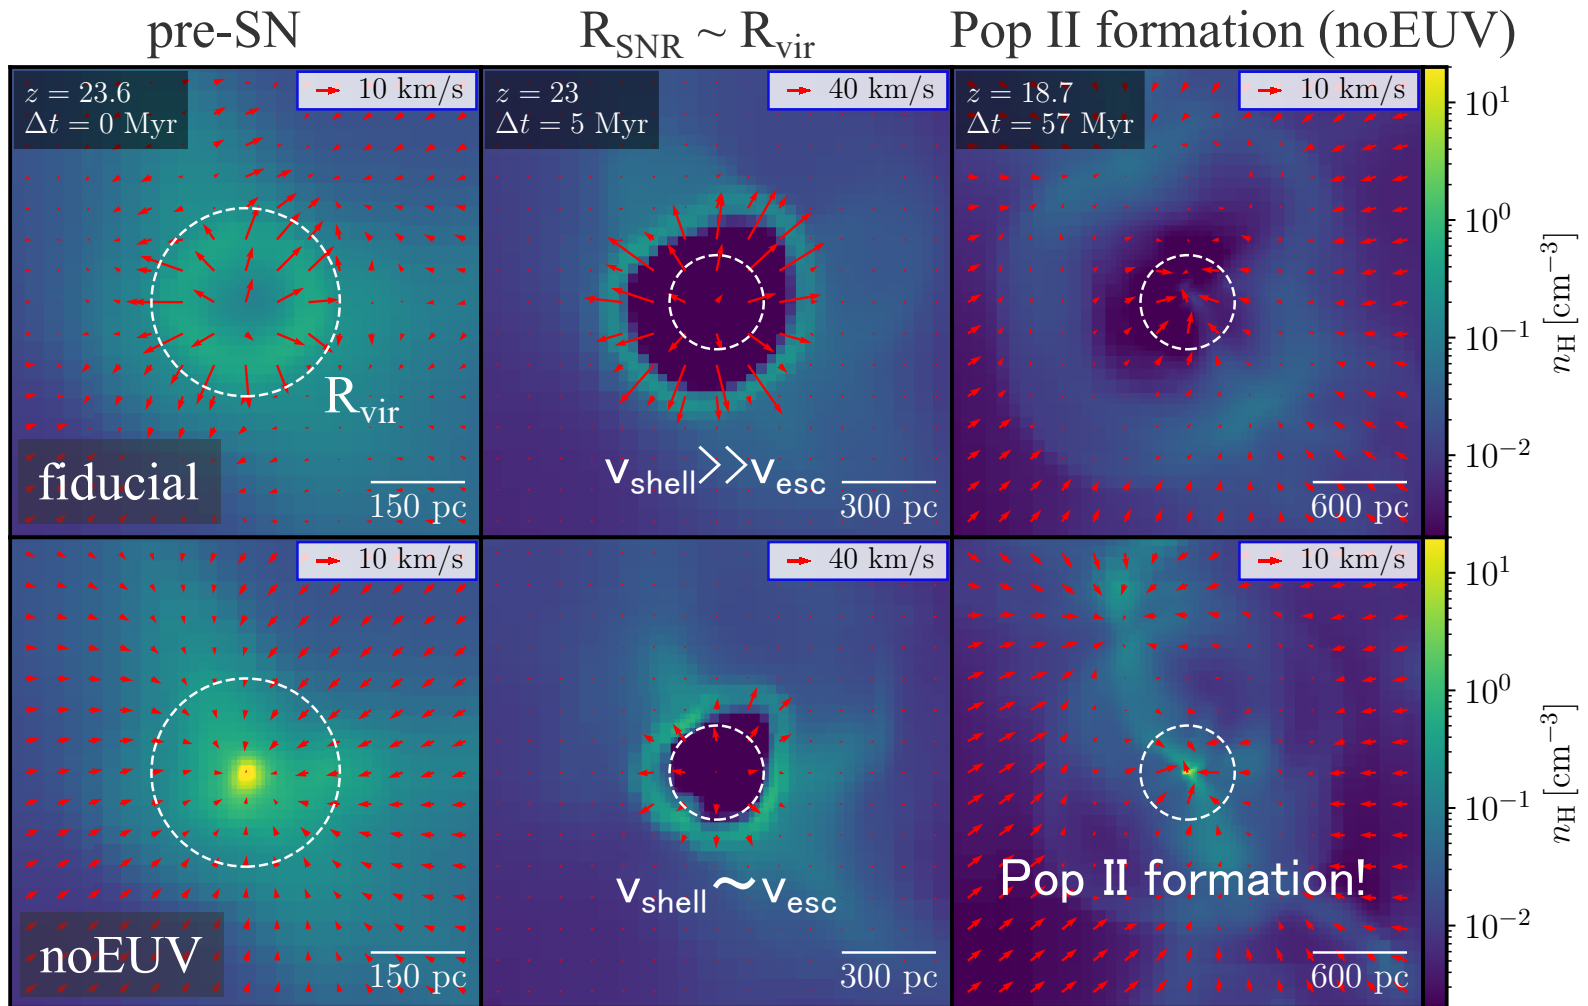 pre-SN
R_SNR ~ R_vir
Pop II formation (noEUV)
z = 23.6
Δt = 0 Myr
10 km/s
R_vir
fiducial
150 pc
z = 23
Δt = 5 Myr
40 km/s
v_shell >> v_esc
300 pc
z = 18.7
Δt = 57 Myr
10 km/s
600 pc
10^1
10^0
10^-1
10^-2
n_H [cm^-3]
10 km/s
noEUV
150 pc
40 km/s
v_shell ~ v_esc
300 pc
10 km/s
Pop II formation!
600 pc
10^1
10^0
10^-1
10^-2
n_H [cm^-3]